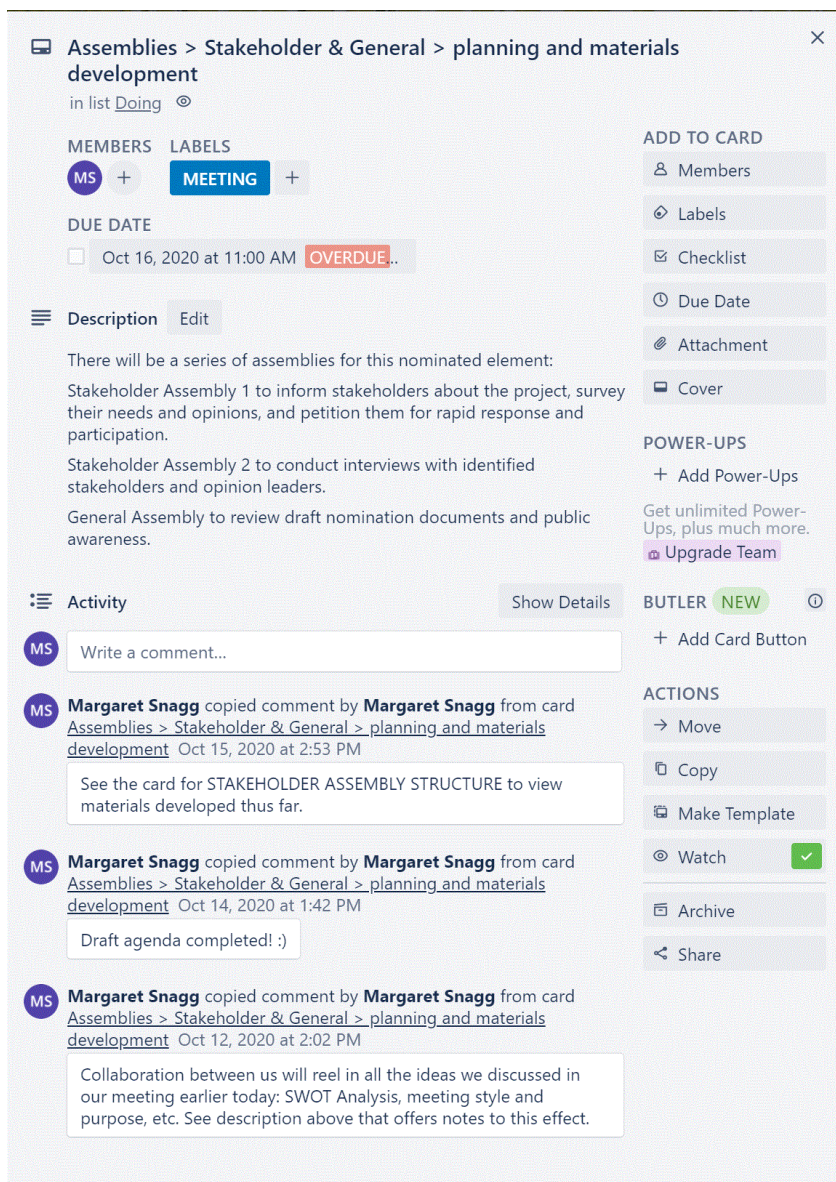 Assemblies > Stakeholder & General > planning and materials
development
in list Doing
MEMBERS
MS
+
LABELS
MEETING
+
DUE DATE
Oct 16, 2020 at 11:00 AM OVERDUE...
Description Edit
There will be a series of assemblies for this nominated element:
Stakeholder Assembly 1 to inform stakeholders about the project, survey
their needs and opinions, and petition them for rapid response and
participation.
Stakeholder Assembly 2 to conduct interviews with identified
stakeholders and opinion leaders.
General Assembly to review draft nomination documents and public
awareness.
Activity Show Details
MS
Write a comment...
MS
Margaret Snagg copied comment by Margaret Snagg from card
Assemblies > Stakeholder & General > planning and materials
development Oct 15, 2020 at 2:53 PM
See the card for STAKEHOLDER ASSEMBLY STRUCTURE to view
materials developed thus far.
MS
Margaret Snagg copied comment by Margaret Snagg from card
Assemblies > Stakeholder & General > planning and materials
development Oct 14, 2020 at 1:42 PM
Draft agenda completed! :)
MS
Margaret Snagg copied comment by Margaret Snagg from card
Assemblies > Stakeholder & General > planning and materials
development Oct 12, 2020 at 2:02 PM
Collaboration between us will reel in all the ideas we discussed in
our meeting earlier today: SWOT Analysis, meeting style and
purpose, etc. See description above that offers notes to this effect.
ADD TO CARD
Members
Labels
Checklist
Due Date
Attachment
Cover
POWER-UPS
+ Add Power-Ups
Get unlimited Power-
Ups, plus much more.
Upgrade Team
BUTLER NEW
+ Add Card Button
ACTIONS
Move
Copy
Make Template
Watch
Archive
Share